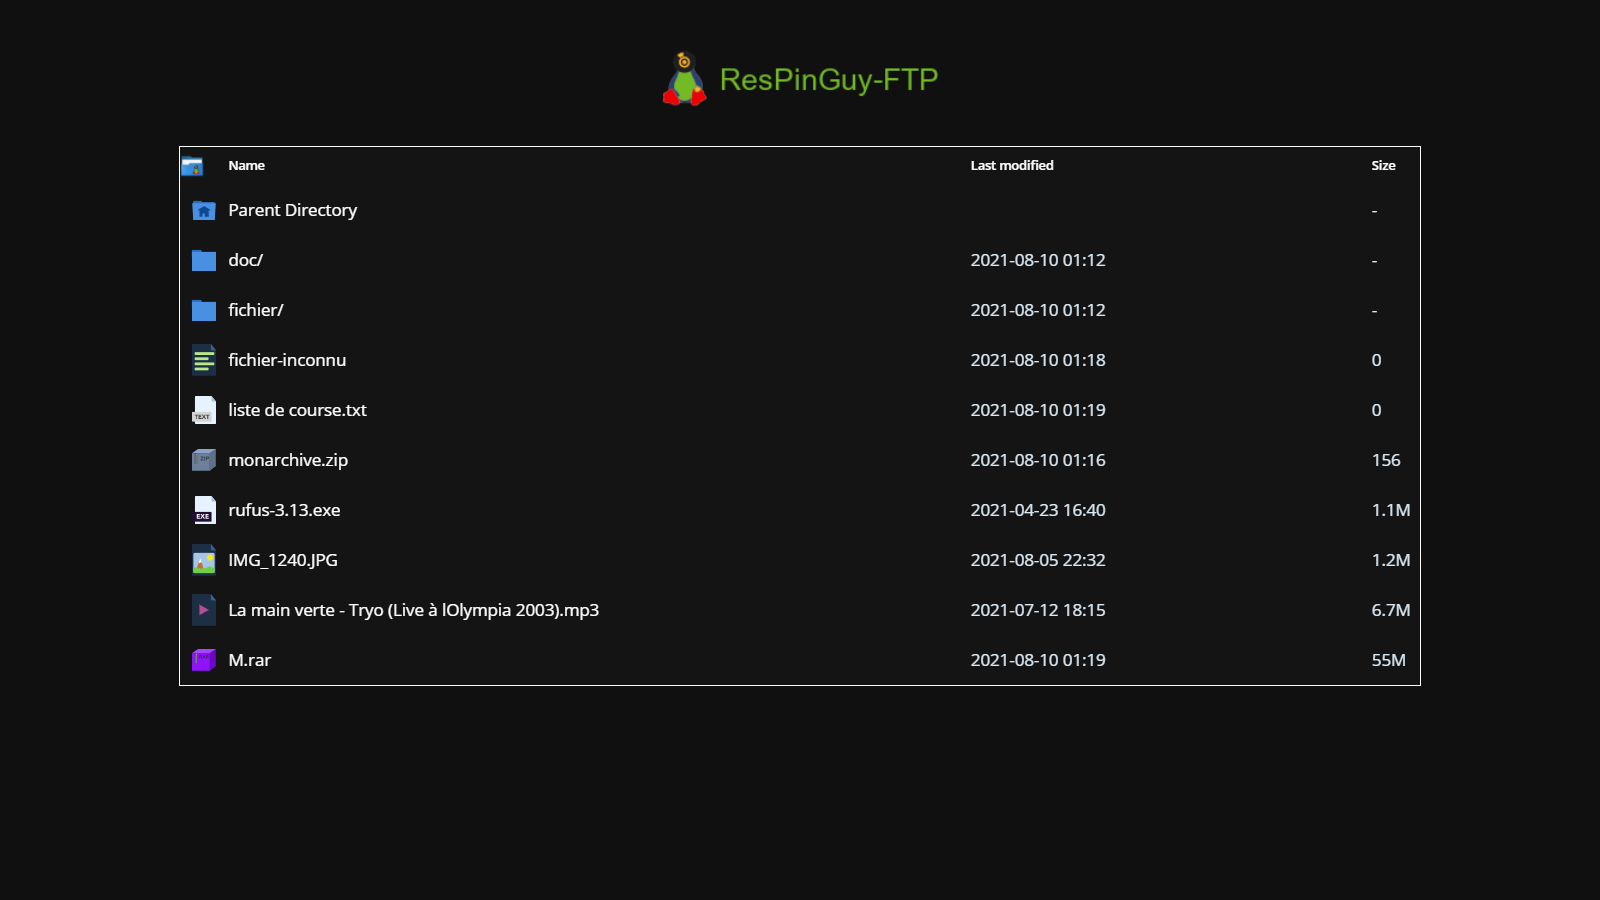 ResPinGuy-FTP
Name Last modified Size
Parent Directory -
doc/ 2021-08-10 01:12 -
fichier/ 2021-08-10 01:12 -
fichier-inconnu 2021-08-10 01:18 0
TEXT liste de course.txt 2021-08-10 01:19 0
ZIP monarchive.zip 2021-08-10 01:16 156
EXE rufus-3.13.exe 2021-04-23 16:40 1.1M
IMG_1240.JPG 2021-08-05 22:32 1.2M
La main verte - Tryo (Live à lOlympia 2003).mp3 2021-07-12 18:15 6.7M
M.rar 2021-08-10 01:19 55M